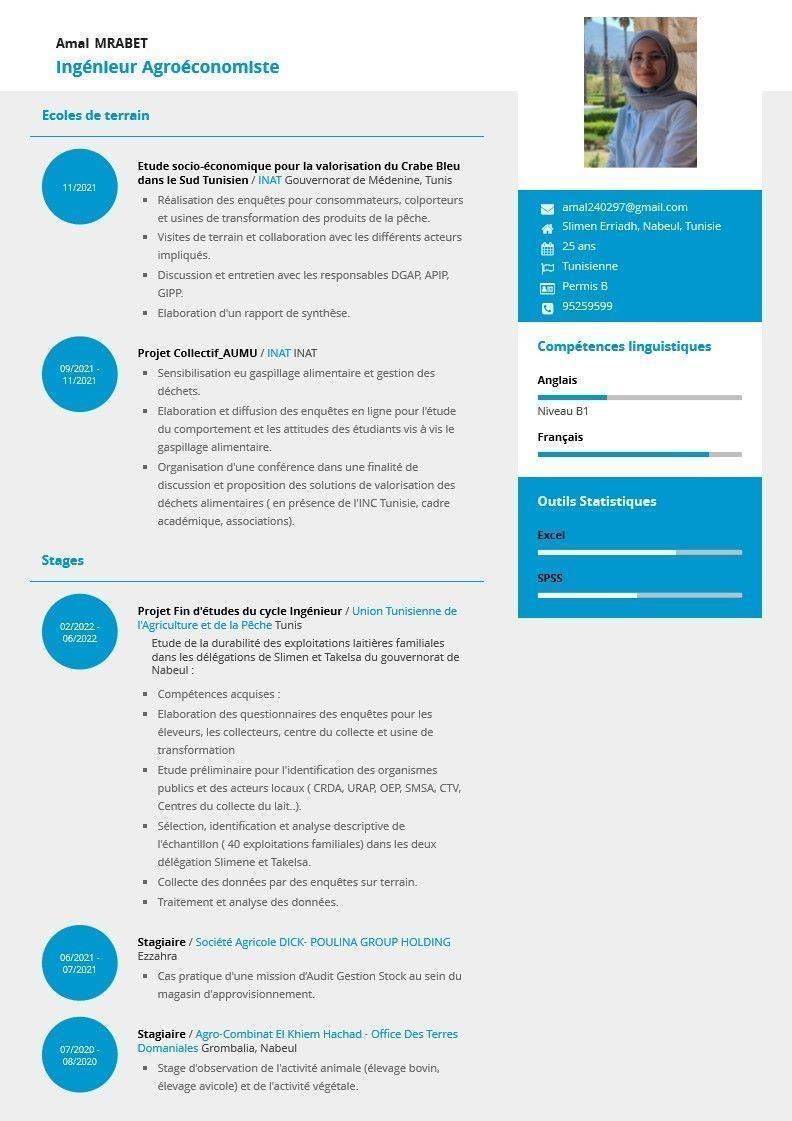 Amal MRABET
Ingénieur Agroéconomiste
Ecoles de terrain
11/2021
Etude socio-économique pour la valorisation du Crabe Bleu
dans le Sud Tunisien / INAT Gouvernorat de Médenine, Tunis
Réalisation des enquêtes pour consommateurs, colporteurs
et usines de transformation des produits de la pêche.
Visites de terrain et collaboration avec les différents acteurs
impliqués.
Discussion et entretien avec les responsables DGAP, APIP,
GIPP.
Elaboration d'un rapport de synthèse.
09/2021 -
11/2021
Projet Collectif_AUMU / INAT INAT
Sensibilisation eu gaspillage alimentaire et gestion des
déchets.
Elaboration et diffusion des enquêtes en ligne pour l'étude
du comportement et les attitudes des étudiants vis à vis le
gaspillage alimentaire.
Organisation d'une conférence dans une finalité de
discussion et proposition des solutions de valorisation des
déchets alimentaires ( en présence de l'INC Tunisie, cadre
académique, associations).
Stages
02/2022 -
06/2022
Projet Fin d'études du cycle Ingénieur / Union Tunisienne de
l'Agriculture et de la Pêche Tunis
Etude de la durabilité des exploitations laitières familiales
dans les délégations de Slimen et Takelsa du gouvernorat de
Nabeul :
Compétences acquises :
Elaboration des questionnaires des enquêtes pour les
éleveurs, les collecteurs, centre du collecte et usine de
transformation
Etude préliminaire pour l'identification des organismes
publics et des acteurs locaux ( CRDA, URAP, OEP, SMSA, CTV,
Centres du collecte du lait..).
Sélection, identification et analyse descriptive de
l'échantillon ( 40 exploitations familiales) dans les deux
délégation Slimene et Takelsa.
Collecte des données par des enquêtes sur terrain.
Traitement et analyse des données.
06/2021 -
07/2021
Stagiaire / Société Agricole DICK- POULINA GROUP HOLDING
Ezzahra
Cas pratique d'une mission d'Audit Gestion Stock au sein du
magasin d'approvisionnement.
07/2020 -
08/2020
Stagiaire / Agro-Combinat El Khiem Hachad - Office Des Terres
Domaniales Grombalia, Nabeul
Stage d'observation de l'activité animale (élevage bovin,
élevage avicole) et de l'activité végétale.
amal240297@gmail.com
Slimen Erriadh, Nabeul, Tunisie
25 ans
Tunisienne
Permis B
95259599
Compétences linguistiques
Anglais
Niveau B1
Français
Outils Statistiques
Excel
SPSS